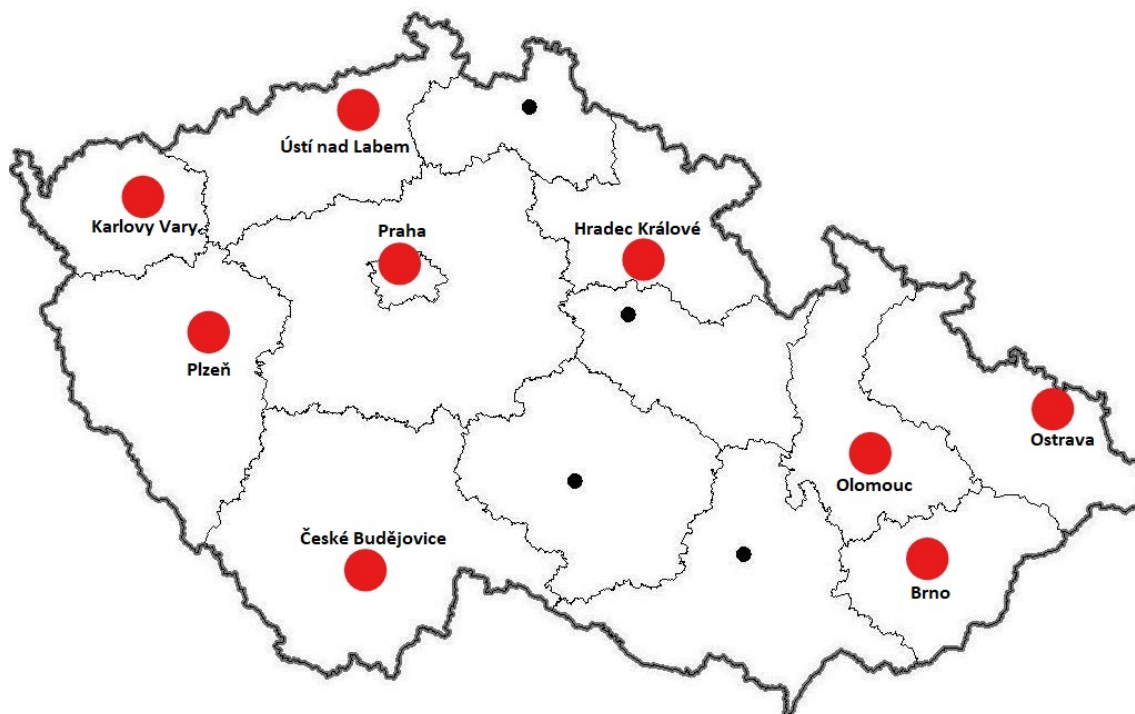 Ústí nad Labem
Karlovy Vary
Praha
Hradec Králové
Plzeň
Ostrava
Olomouc
České Budějovice
Brno